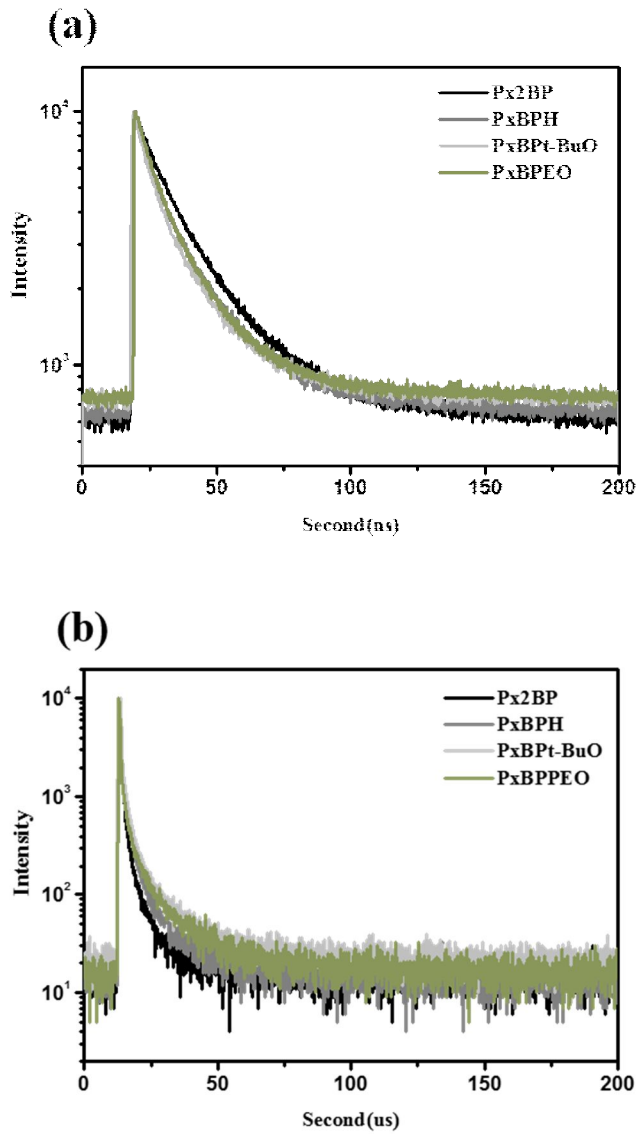 (a)
10⁴
10³
Intensity
Px2BP
PxBPH
PxBPt-BuO
PxBPEO
0 50 100 150 200
Second(ns)
(b)
10⁴
10³
10²
10¹
Intensity
Px2BP
PxBPH
PxBPt-BuO
PxBPPEO
0 50 100 150 200
Second(us)